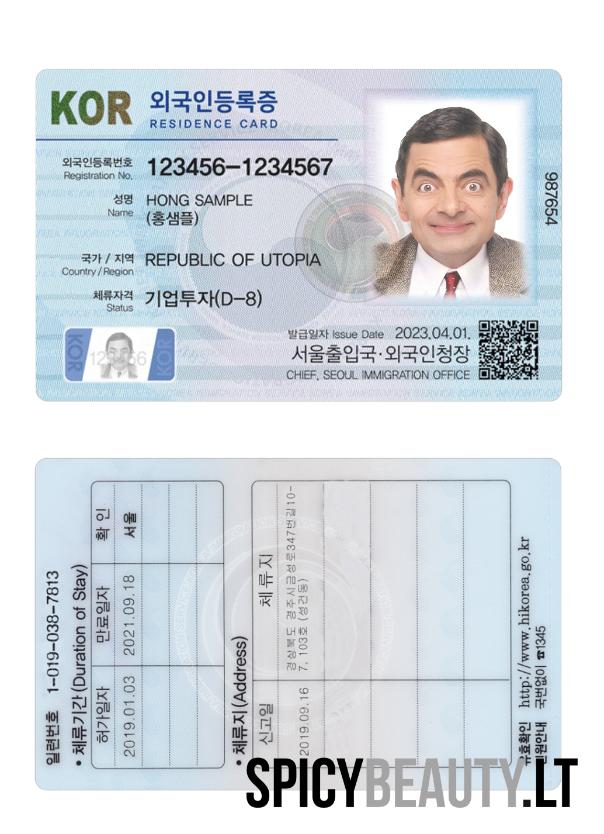 KOR 외국인등록증
RESIDENCE CARD
외국인등록번호 123456-1234567
Registration No.
성명 HONG SAMPLE
Name (홍샘플)
국가 / 지역 REPUBLIC OF UTOPIA
Country / Region
체류자격 기업투자(D-8)
Status
987654
KOR 123456 KOR
발급일자 Issue Date 2023.04.01.
서울출입국·외국인청장
CHIEF, SEOUL IMMIGRATION OFFICE
일련번호 1-019-038-7813
• 체류기간 (Duration of Stay)
허가일자 만료일자 확 인
2019.01.03 2021.09.18 서울
• 체류지 (Address)
신고일 체 류 지
2019.09.16 경상북도 경주시금성로347번길10-
7, 103호 (성건동)
유효확인 http://www.hikorea.go.kr
민원안내 국번없이 ☎1345
SPICYBEAUTY.LT